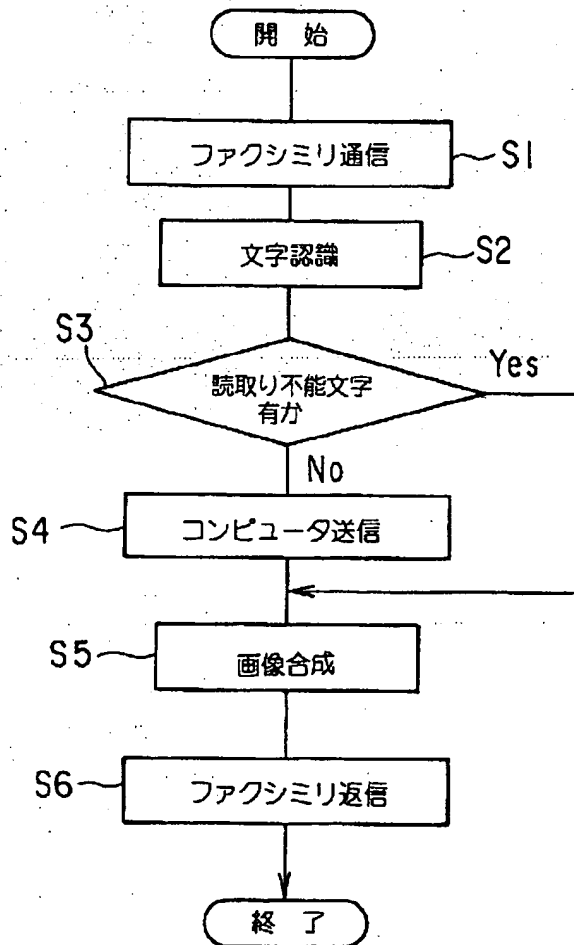 開 始
ファクシミリ通信
S1
文字認識
S2
S3
読取り不能文字
有か
Yes
No
S4
コンピュータ送信
S5
画像合成
S6
ファクシミリ返信
終 了